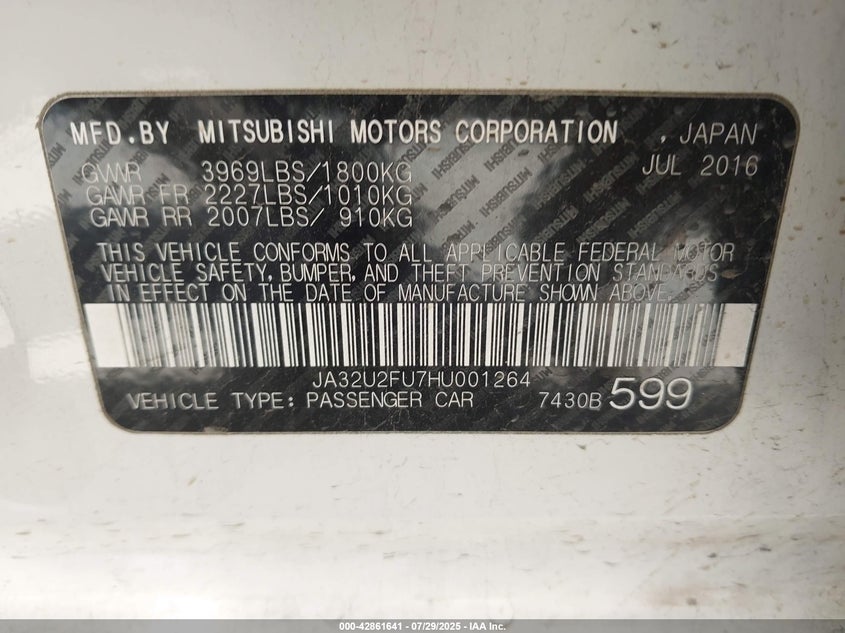 MFD.BY MITSUBISHI MOTORS CORPORATION , JAPAN
GVWR 3969LBS/1800KG JUL 2016
GAWR FR 2227LBS/1010KG
GAWR RR 2007LBS/ 910KG
THIS VEHICLE CONFORMS TO ALL APPLICABLE FEDERAL MOTOR
VEHICLE SAFETY, BUMPER, AND THEFT PREVENTION STANDARDS
IN EFFECT ON THE DATE OF MANUFACTURE SHOWN ABOVE.
JA32U2FU7HU001264
VEHICLE TYPE: PASSENGER CAR 7430B 599
000-42861641 / 07/29/2025 - IAA Inc.